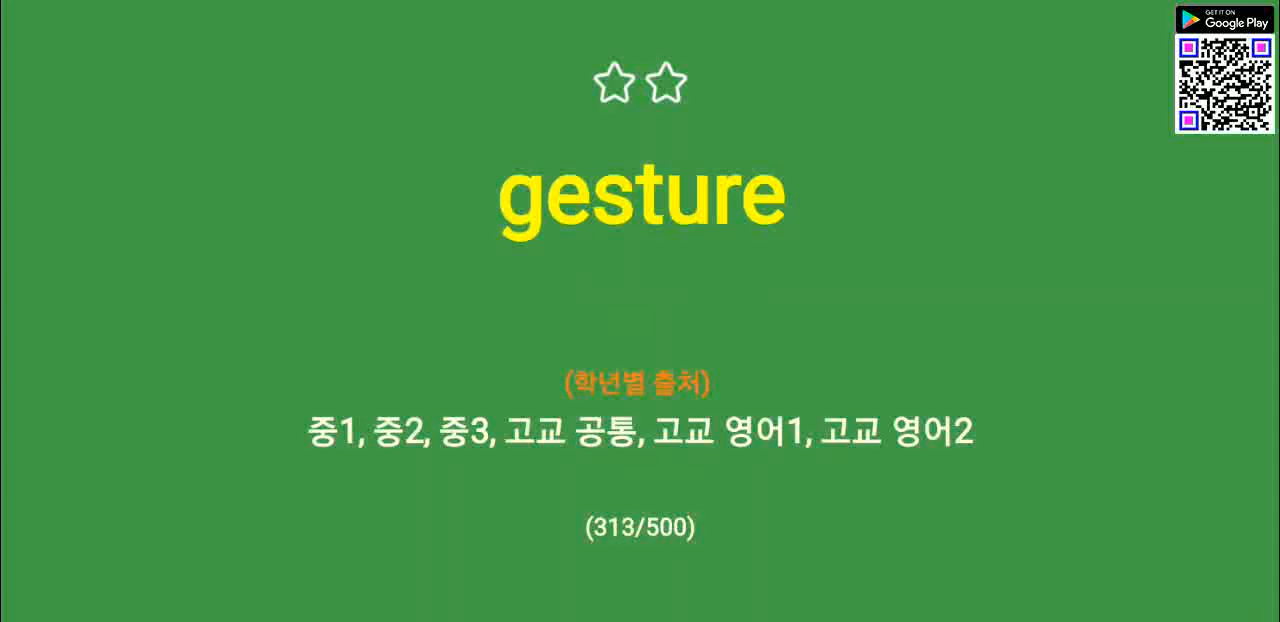 GET IT ON
Google Play
gesture
(학년별 출처)
중1, 중2, 중3, 고교 공통, 고교 영어1, 고교 영어2
(313/500)